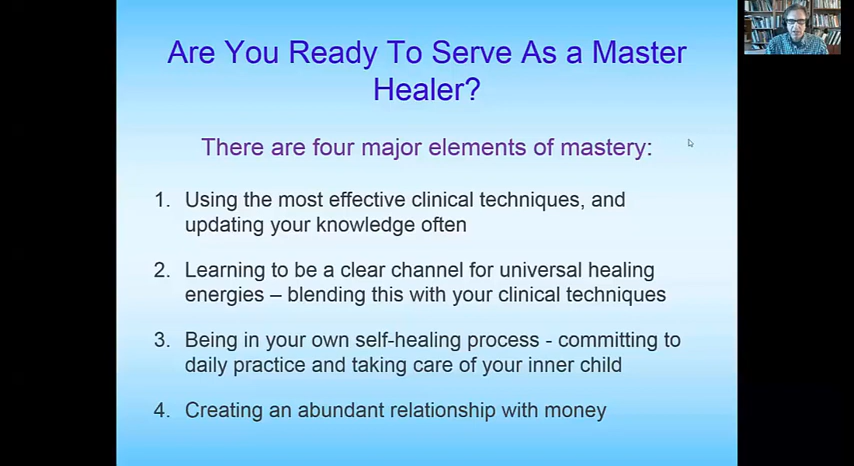 Are You Ready To Serve As a Master
Healer?
There are four major elements of mastery:
1. Using the most effective clinical techniques, and
updating your knowledge often
2. Learning to be a clear channel for universal healing
energies – blending this with your clinical techniques
3. Being in your own self-healing process - committing to
daily practice and taking care of your inner child
4. Creating an abundant relationship with money